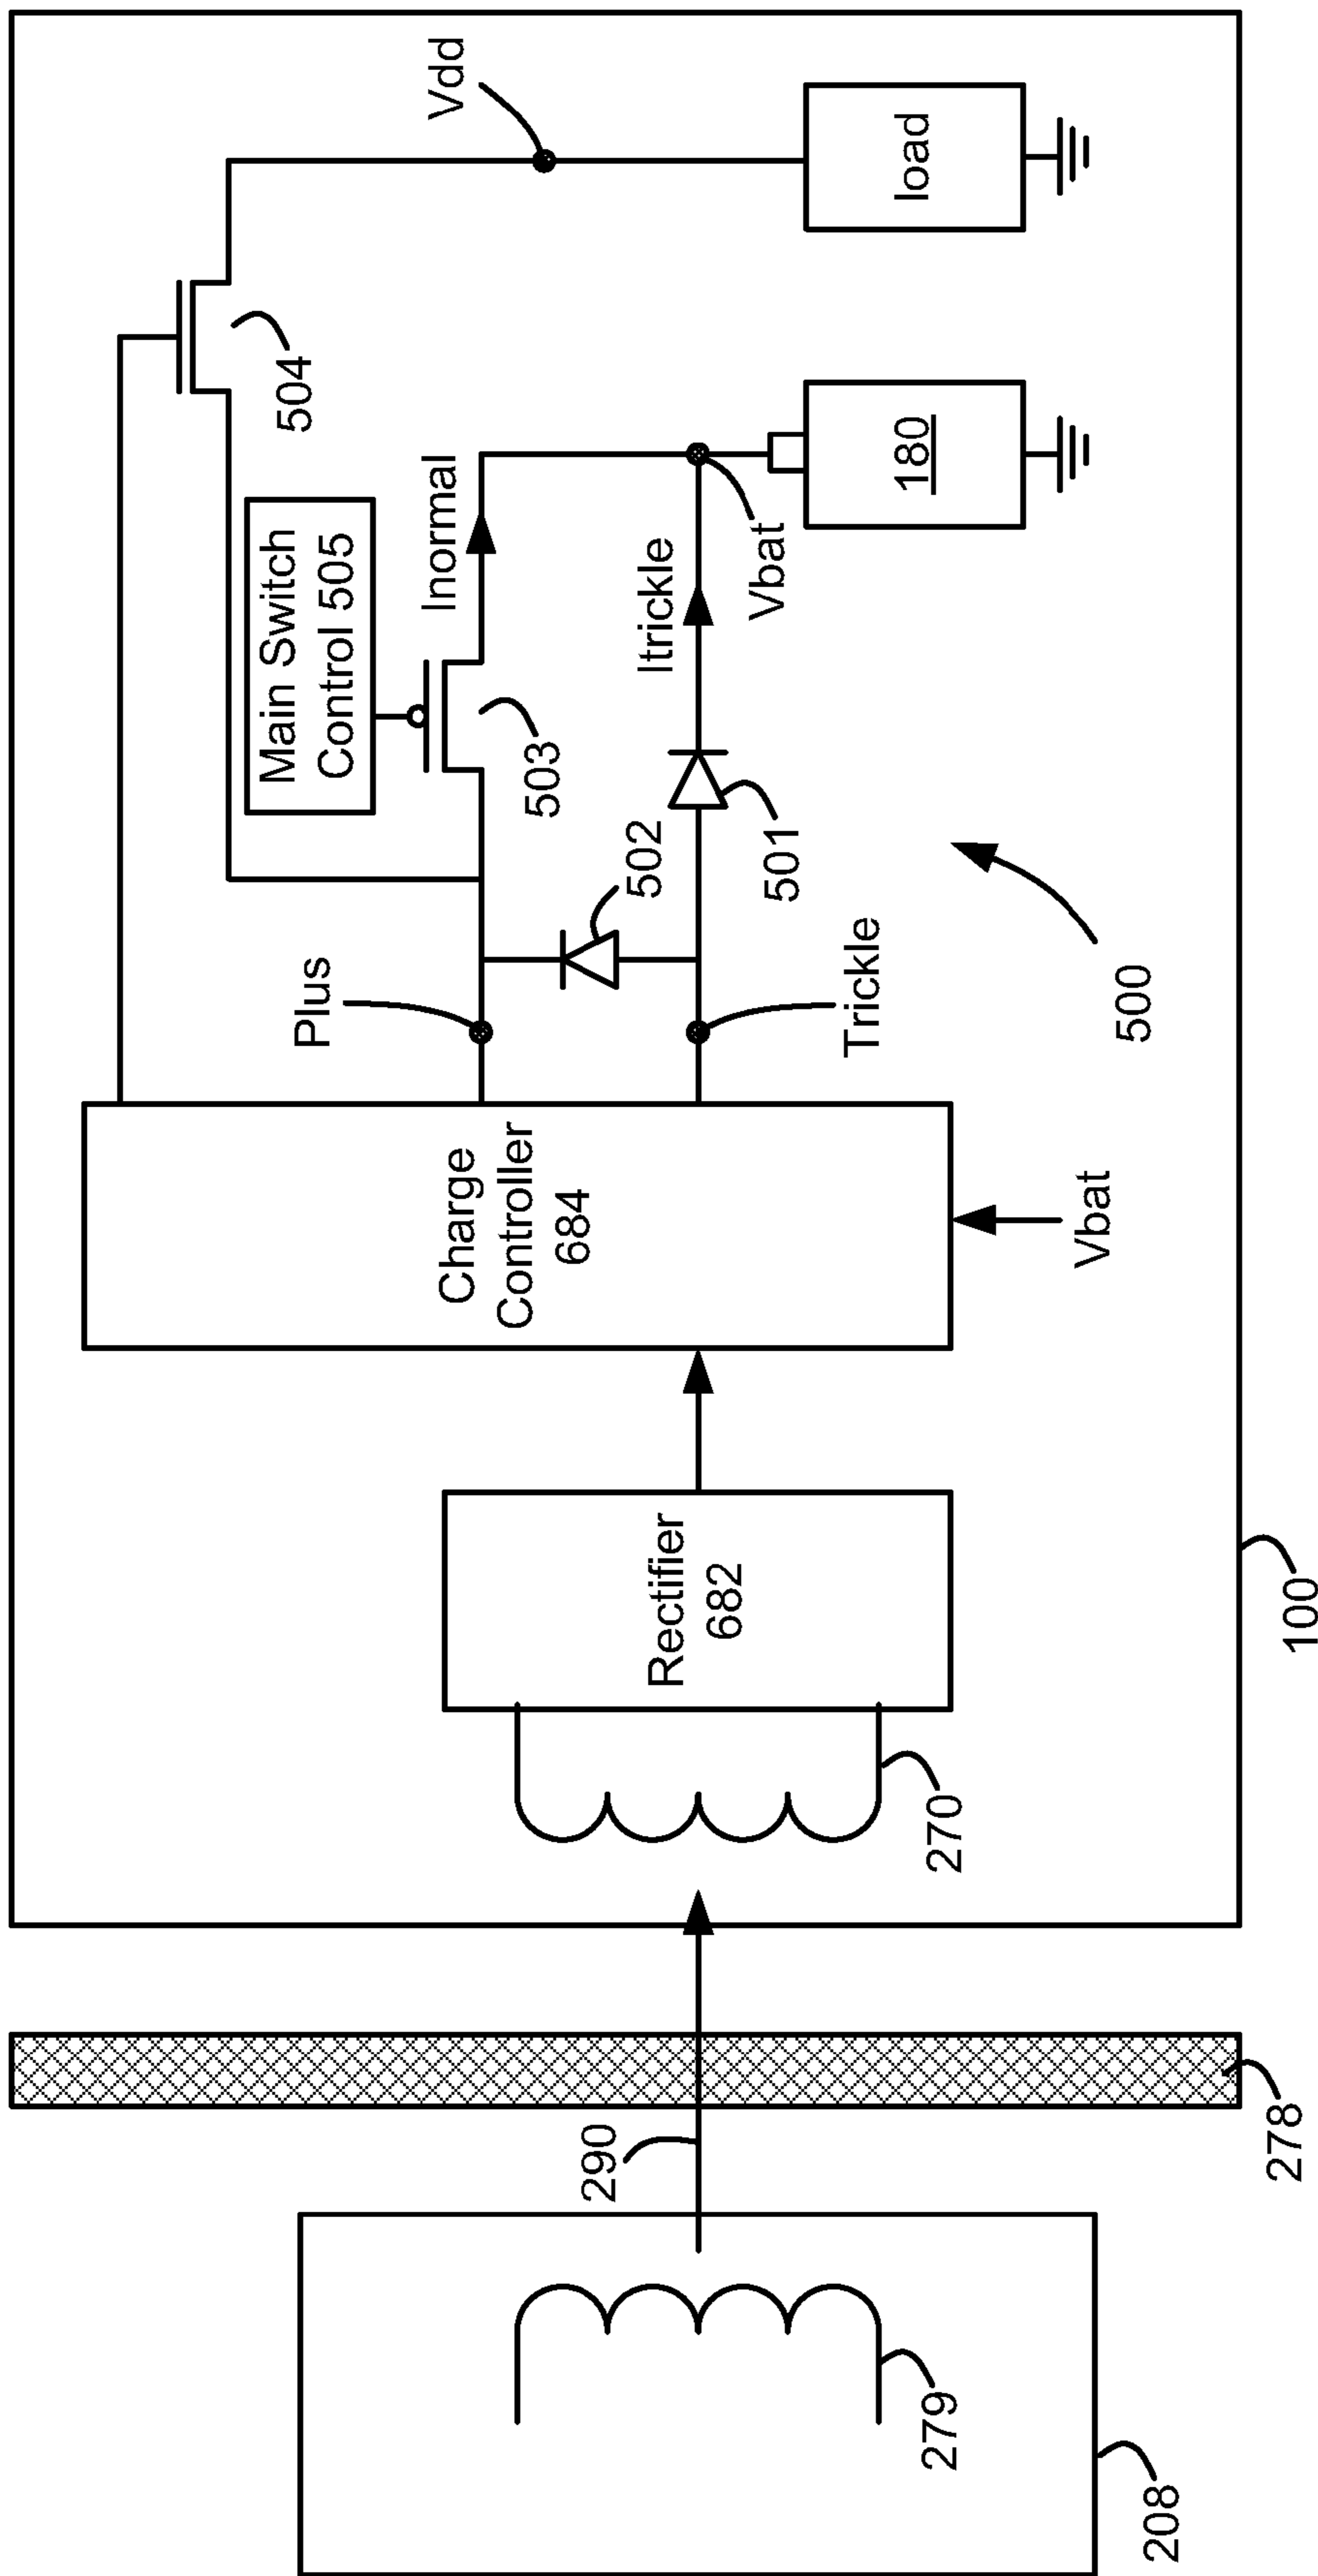 Vdd
504
Main Switch
Control 505
Inormal
load
180
503
Itrickle
Vbat
502
501
Plus
Trickle
500
Charge
Controller
684
Vbat
Rectifier
682
270
100
290
278
279
208